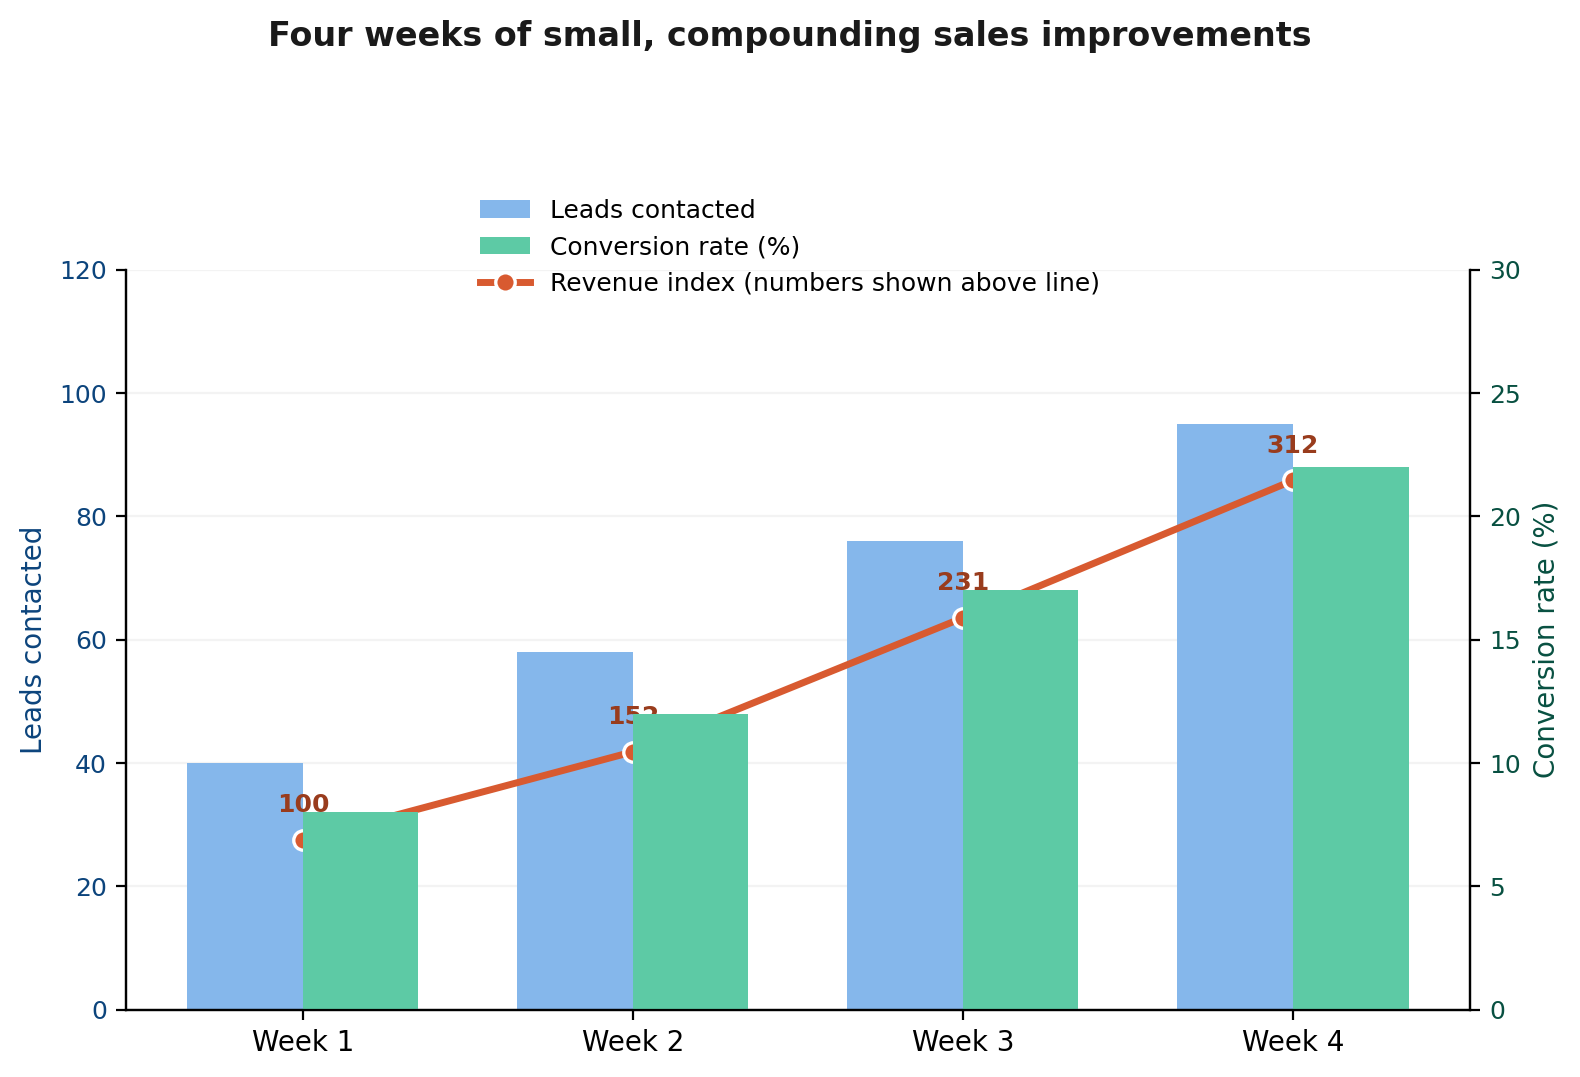 Four weeks of small, compounding sales improvements
Leads contacted
Conversion rate (%)
Revenue index (numbers shown above line)
120
100
80
60
40
20
0
Leads contacted
30
25
20
15
10
5
0
Conversion rate (%)
100
152
231
312
Week 1
Week 2
Week 3
Week 4